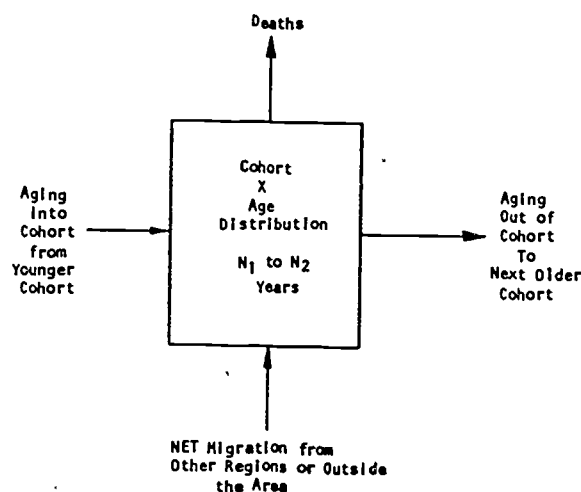 Deaths
Cohort
X
Age
Distribution
N1 to N2
Years
Aging
into
Cohort
from
Younger
Cohort
Aging
Out of
Cohort
To
Next Older
Cohort
NET Migration from
Other Regions or Outside
the Area